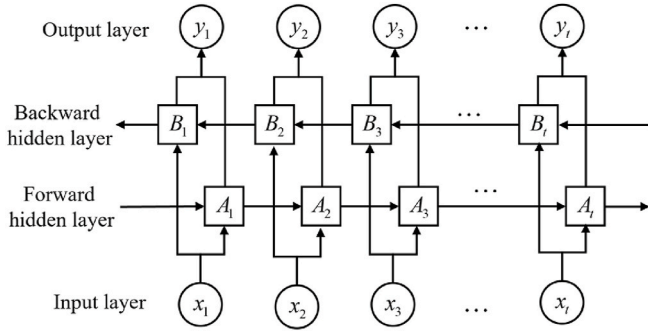 Output layer y1 y2 y3 ... yt
Backward
hidden layer
B1 B2 B3 ... Bt
Forward
hidden layer
A1 A2 A3 ... At
Input layer x1 x2 x3 ... xt